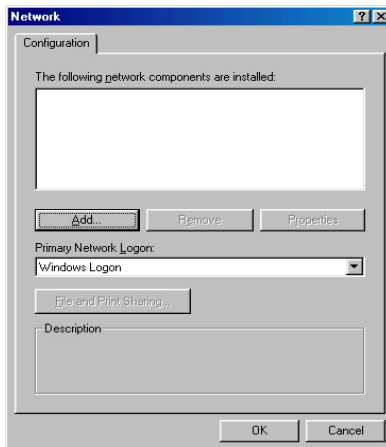 Network
Configuration
The following network components are installed:
Add... Remove Properties
Primary Network Logon:
Windows Logon
File and Print Sharing...
Description
OK Cancel